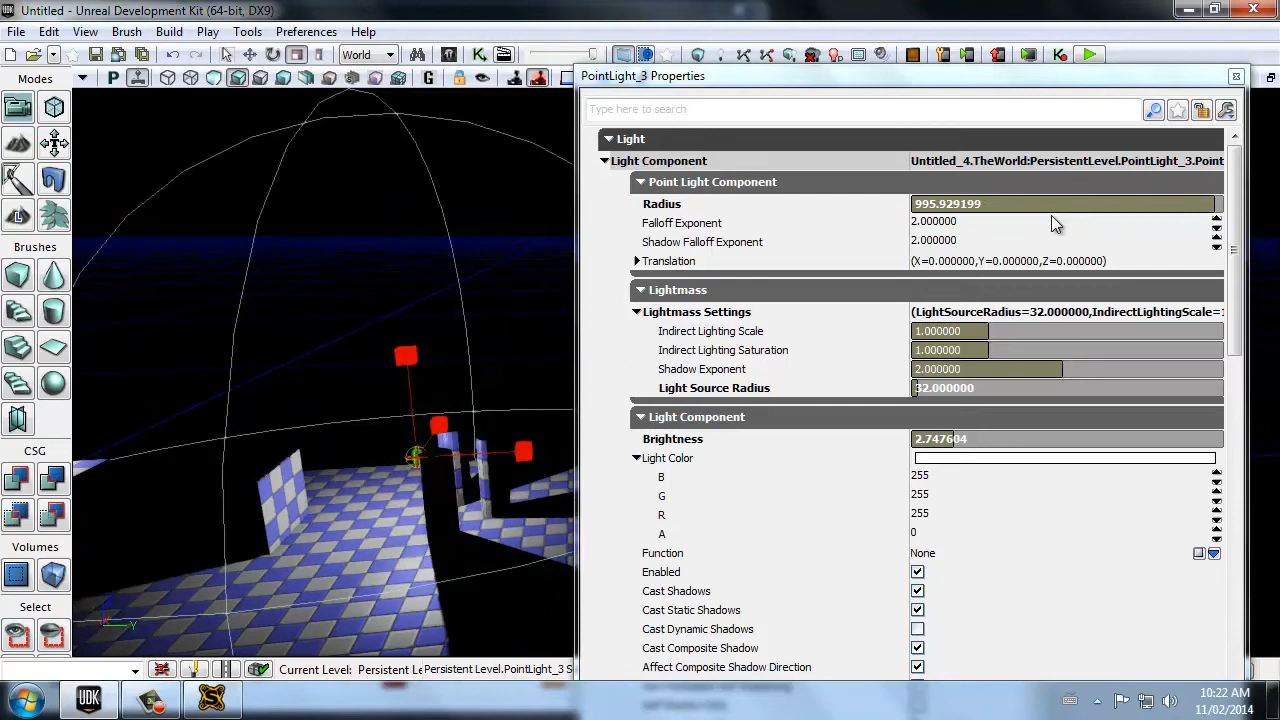 Untitled - Unreal Development Kit (64-bit, DX9)
File Edit View Brush Build Play Tools Preferences Help
World
Modes
P
G
PointLight_3 Properties
Type here to search
Light
Light Component Untitled_4.TheWorld:PersistentLevel.PointLight_3.Point
Point Light Component
Radius 995.929199
Falloff Exponent 2.000000
Shadow Falloff Exponent 2.000000
Translation (X=0.000000,Y=0.000000,Z=0.000000)
Lightmass
Lightmass Settings (LightSourceRadius=32.000000,IndirectLightingScale=1
Indirect Lighting Scale 1.000000
Indirect Lighting Saturation 1.000000
Shadow Exponent 2.000000
Light Source Radius 32.000000
Light Component
Brightness 2.747604
Light Color
B 255
G 255
R 255
A 0
Function None
Enabled
Cast Shadows
Cast Static Shadows
Cast Dynamic Shadows
Cast Composite Shadow
Affect Composite Shadow Direction
Brushes
CSG
Volumes
Select
Y
Current Level: Persistent Le Persistent Level.PointLight_3 S
UDK
10:22 AM
11/02/2014